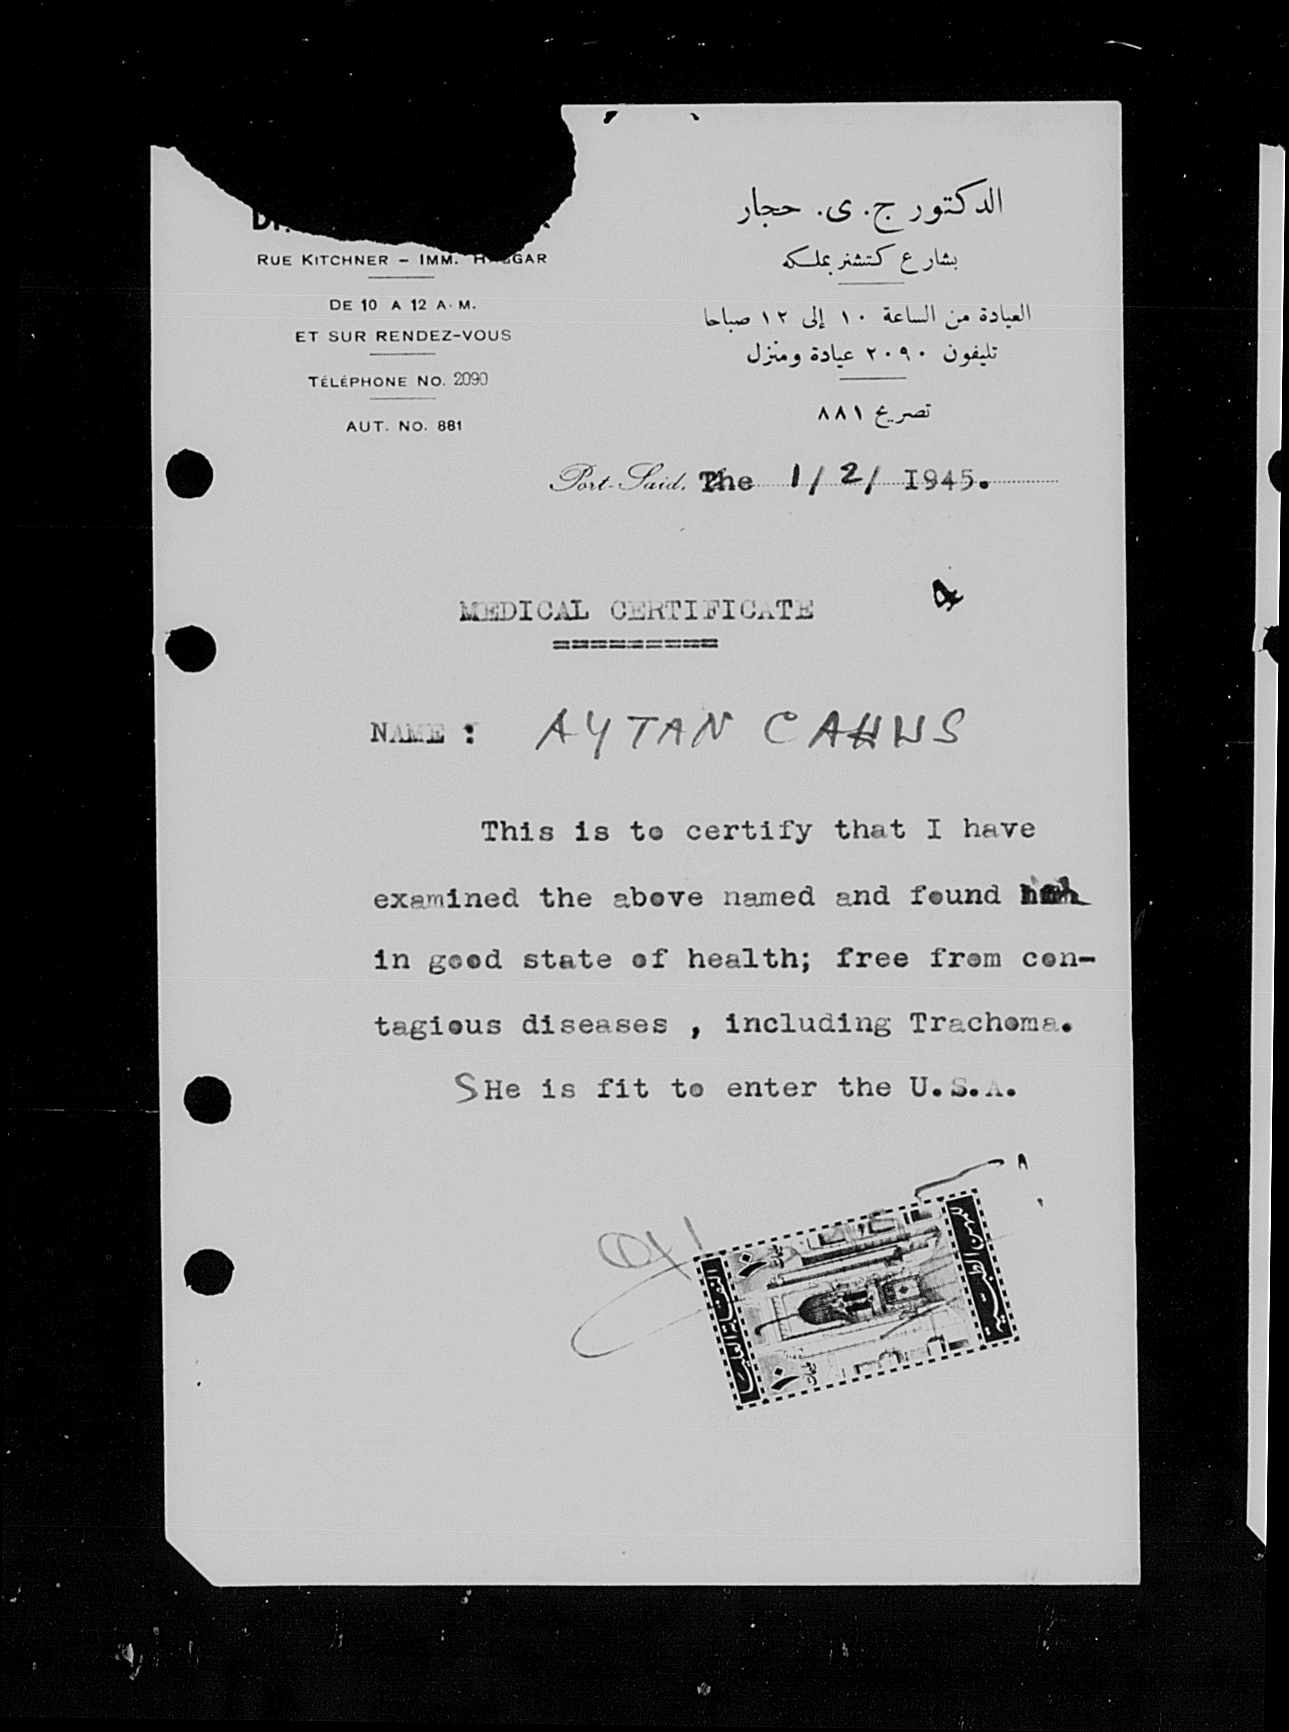 RUE KITCHNER – IMM. HAGGAR
DE 10 A 12 A. M.
ET SUR RENDEZ-VOUS
TÉLÉPHONE NO. 2090
AUT. NO. 881
الدكتور ج. ى. حجار
بشارع كتشنر بملكه
العيادة من الساعة ١٠ إلى ١٢ صباحا
تليفون ٢٠٩٠ عيادة ومنزل
تصريح ٨٨١
Port-Said, The 1/2/ 1945.
4
MEDICAL CERTIFICATE
=========
NAME : AYTAN CAHNS
This is to certify that I have
examined the above named and found
in good state of health; free from con-
tagious diseases , including Trachoma.
SHe is fit to enter the U.S.A.